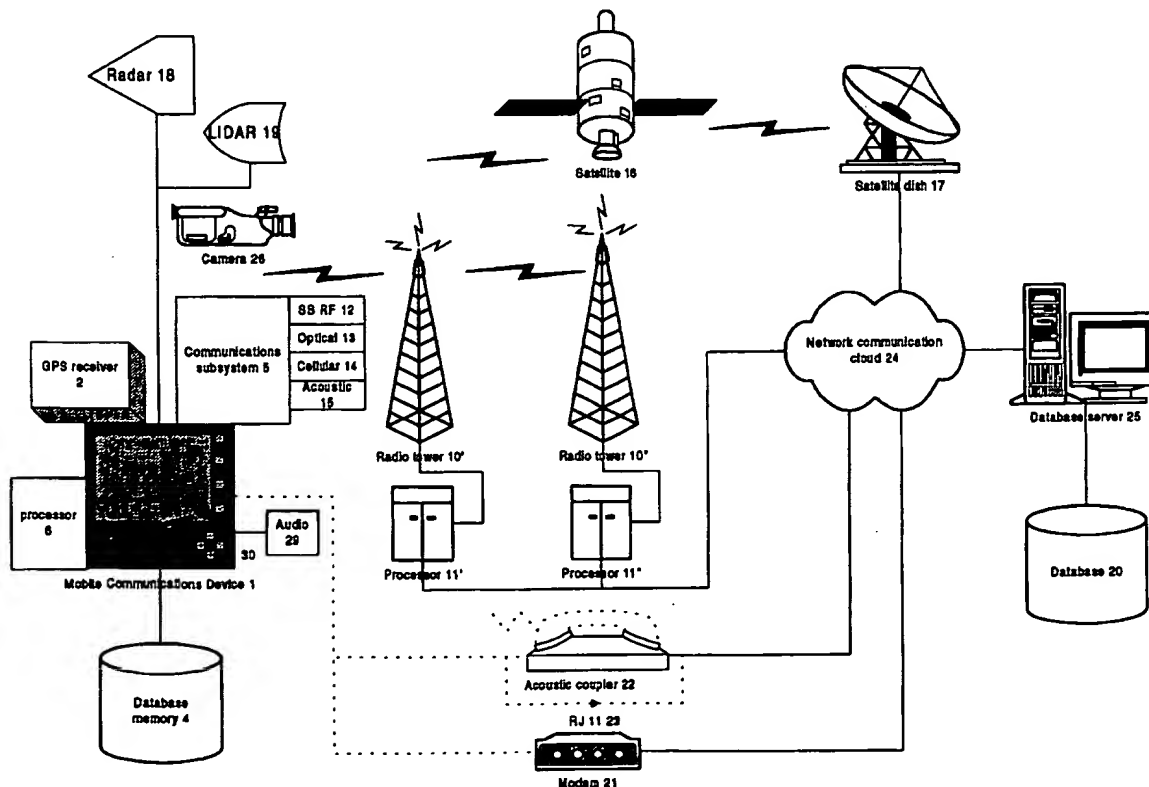 Radar 18
LIDAR 19
Satellite 16
Satellite dish 17
Camera 26
SB RF 12
Communications
subsystem 5
Optical 13
Cellular 14
Acoustic
15
GPS receiver
2
Network communication
cloud 24
Database server 25
Radio tower 10'
Radio tower 10"
processor
6
Audio
29
30
Mobile Communications Device 1
Processor 11'
Processor 11"
Database 20
Database
memory 4
Acoustic coupler 22
RJ 11 23
Modem 21